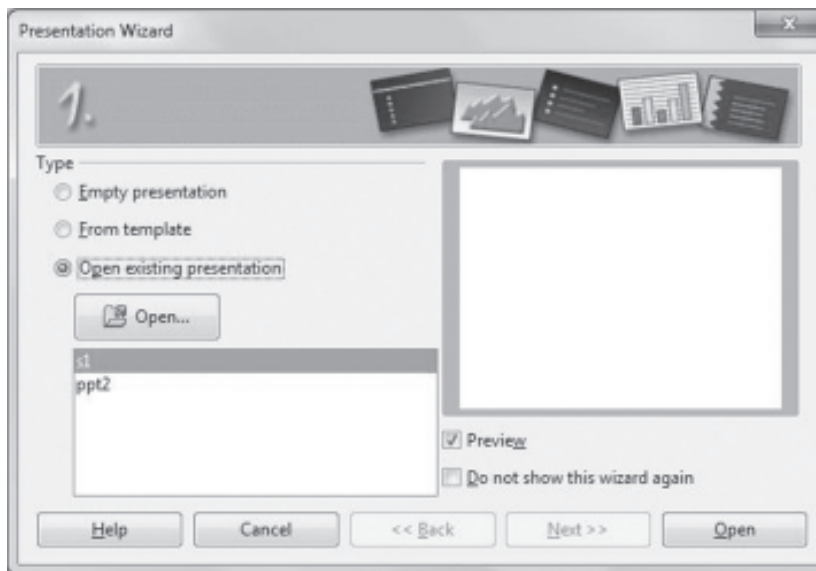 Presentation Wizard
x
1.
Type
Empty presentation
From template
Open existing presentation
Open...
s1
ppt2
Preview
Do not show this wizard again
Help
Cancel
<< Back
Next >>
Open